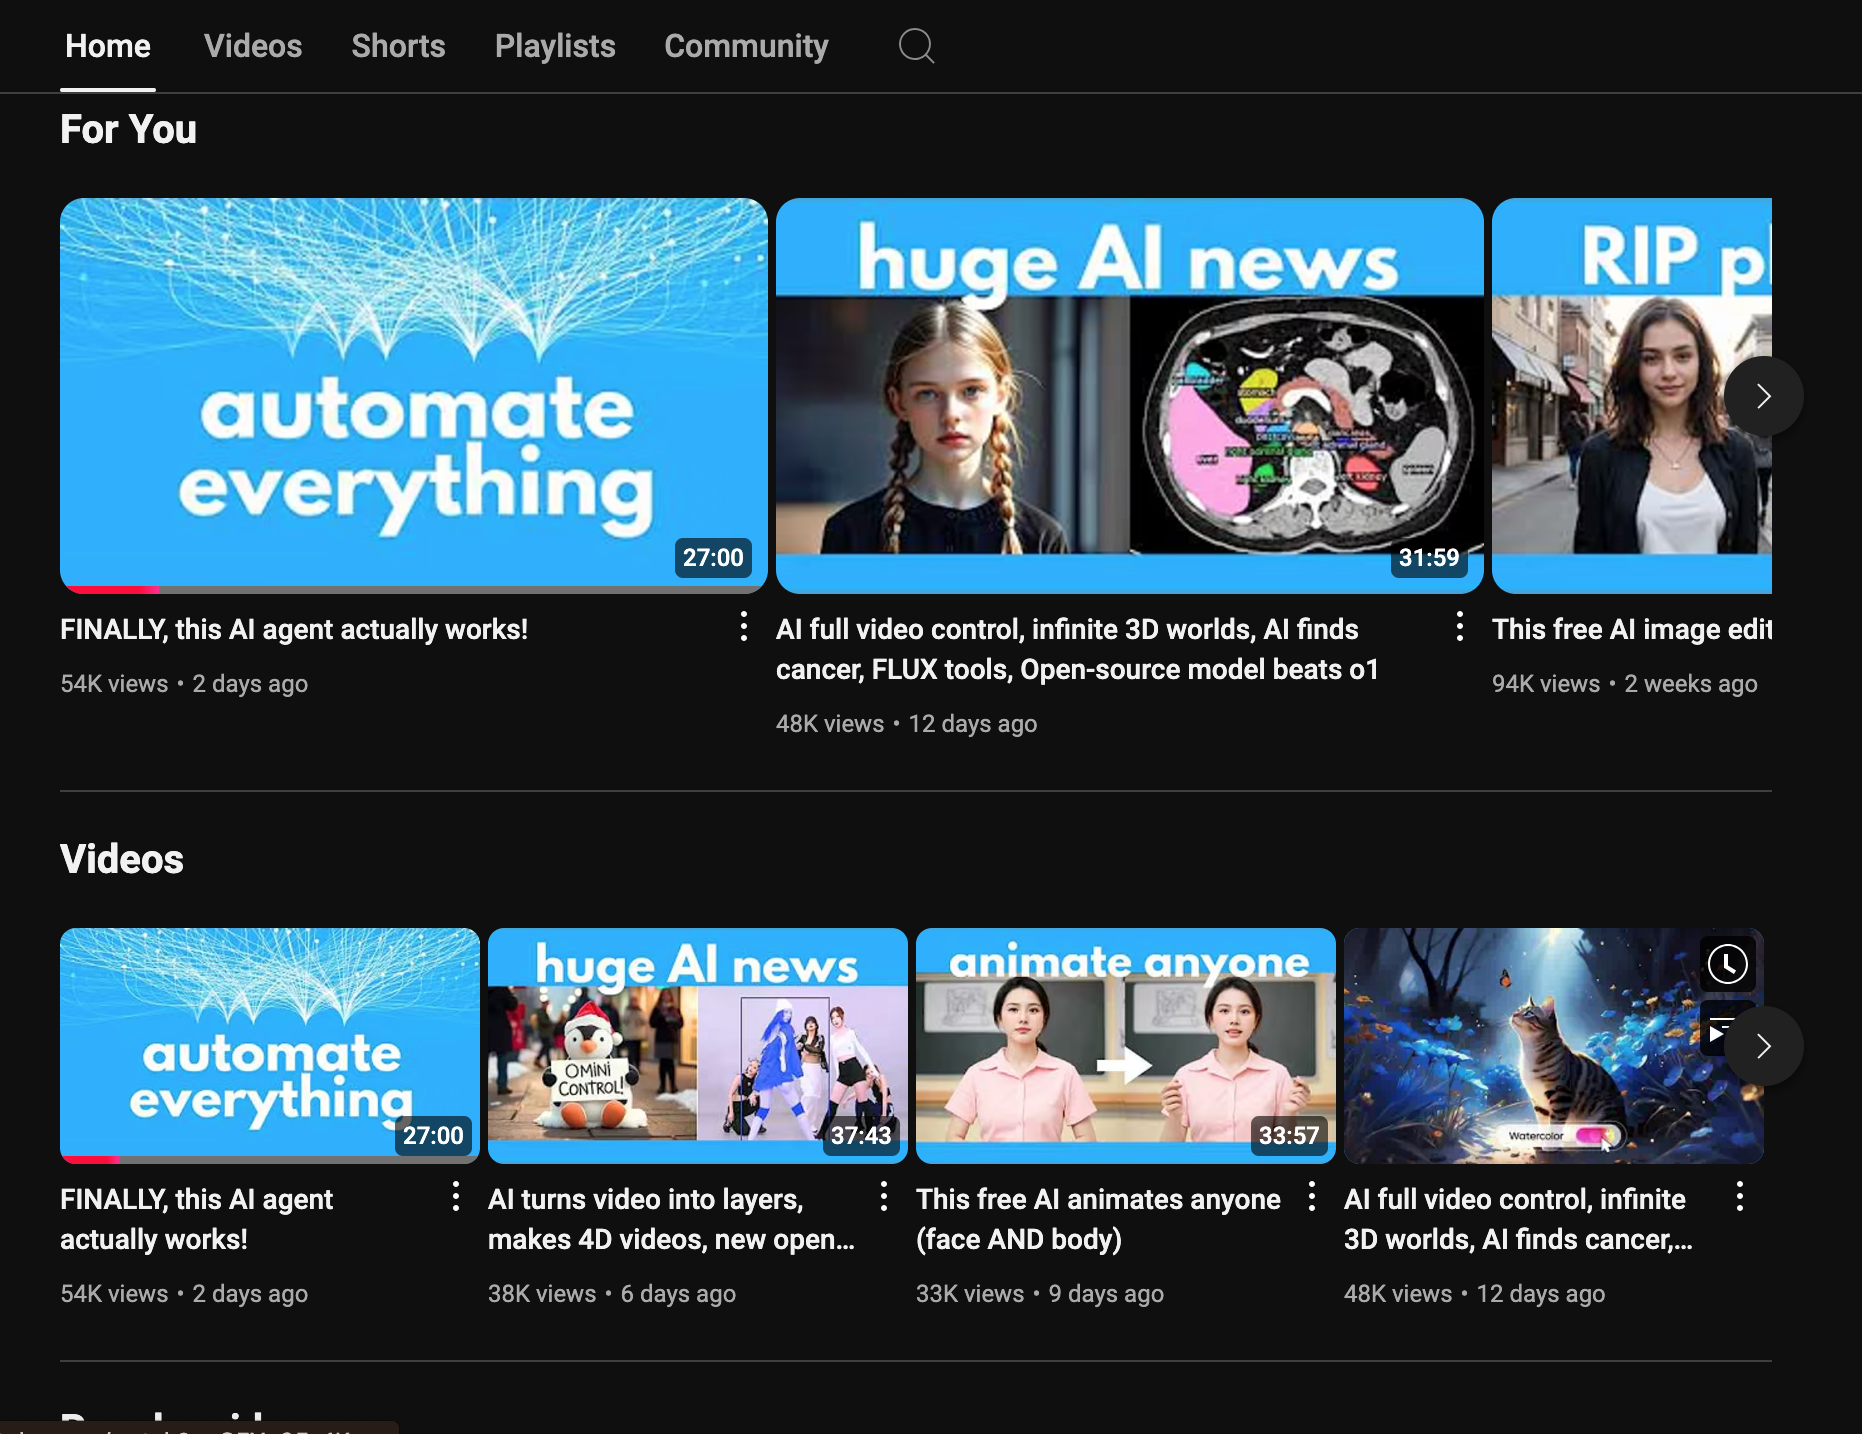 Home Videos Shorts Playlists Community
For You
automate
everything
27:00
huge AI news
31:59
RIP
FINALLY, this AI agent actually works!
54K views • 2 days ago
AI full video control, infinite 3D worlds, AI finds
cancer, FLUX tools, Open-source model beats o1
48K views • 12 days ago
This free AI image edit
94K views • 2 weeks ago
Videos
automate
everything
27:00
huge AI news
OMiNi
CONTROL!
37:43
animate anyone
33:57
Watercolor
FINALLY, this AI agent
actually works!
54K views • 2 days ago
AI turns video into layers,
makes 4D videos, new open...
38K views • 6 days ago
This free AI animates anyone
(face AND body)
33K views • 9 days ago
AI full video control, infinite
3D worlds, AI finds cancer,...
48K views • 12 days ago